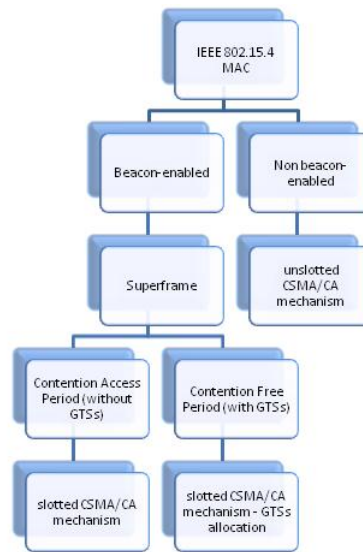 IEEE 802.15.4
MAC
Beacon-enabled
Non beacon-
enabled
Superframe
unslotted
CSMA/CA
mechanism
Contention Access
Period (without
GTSs)
Contention Free
Period (with GTSs)
slotted CSMA/CA
mechanism
slotted CSMA/CA
mechanism - GTSs
allocation